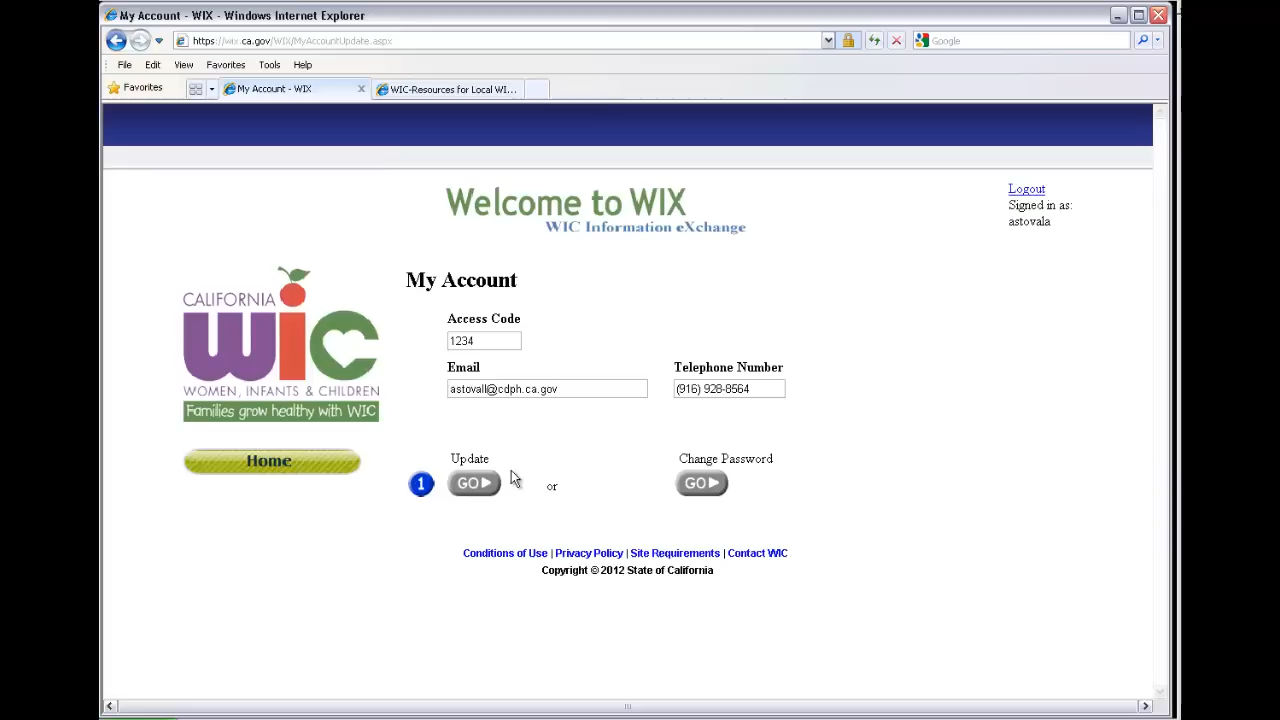 My Account - WIX - Windows Internet Explorer
https://wix.ca.gov/WIX/MyAccountUpdate.aspx
Google
File Edit View Favorites Tools Help
Favorites
My Account - WIX
WIC-Resources for Local WI...
Welcome to WIX
WIC Information eXchange
Logout
Signed in as:
astovala
CALIFORNIA
wic
WOMEN, INFANTS & CHILDREN
Families grow healthy with WIC
Home
My Account
Access Code
1234
Email Telephone Number
astovall@cdph.ca.gov (916) 928-8564
Update Change Password
1 GO or GO
Conditions of Use | Privacy Policy | Site Requirements | Contact WIC
Copyright © 2012 State of California